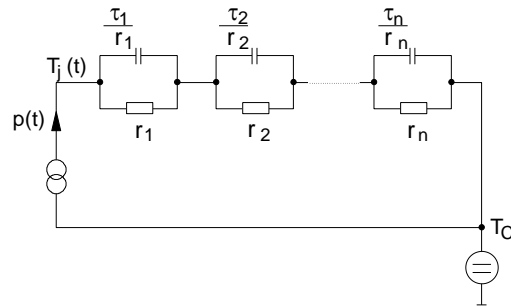 τ1 τ2 τn
r1 r2 rn
Tj (t)
r1 r2 rn
p(t)
TC